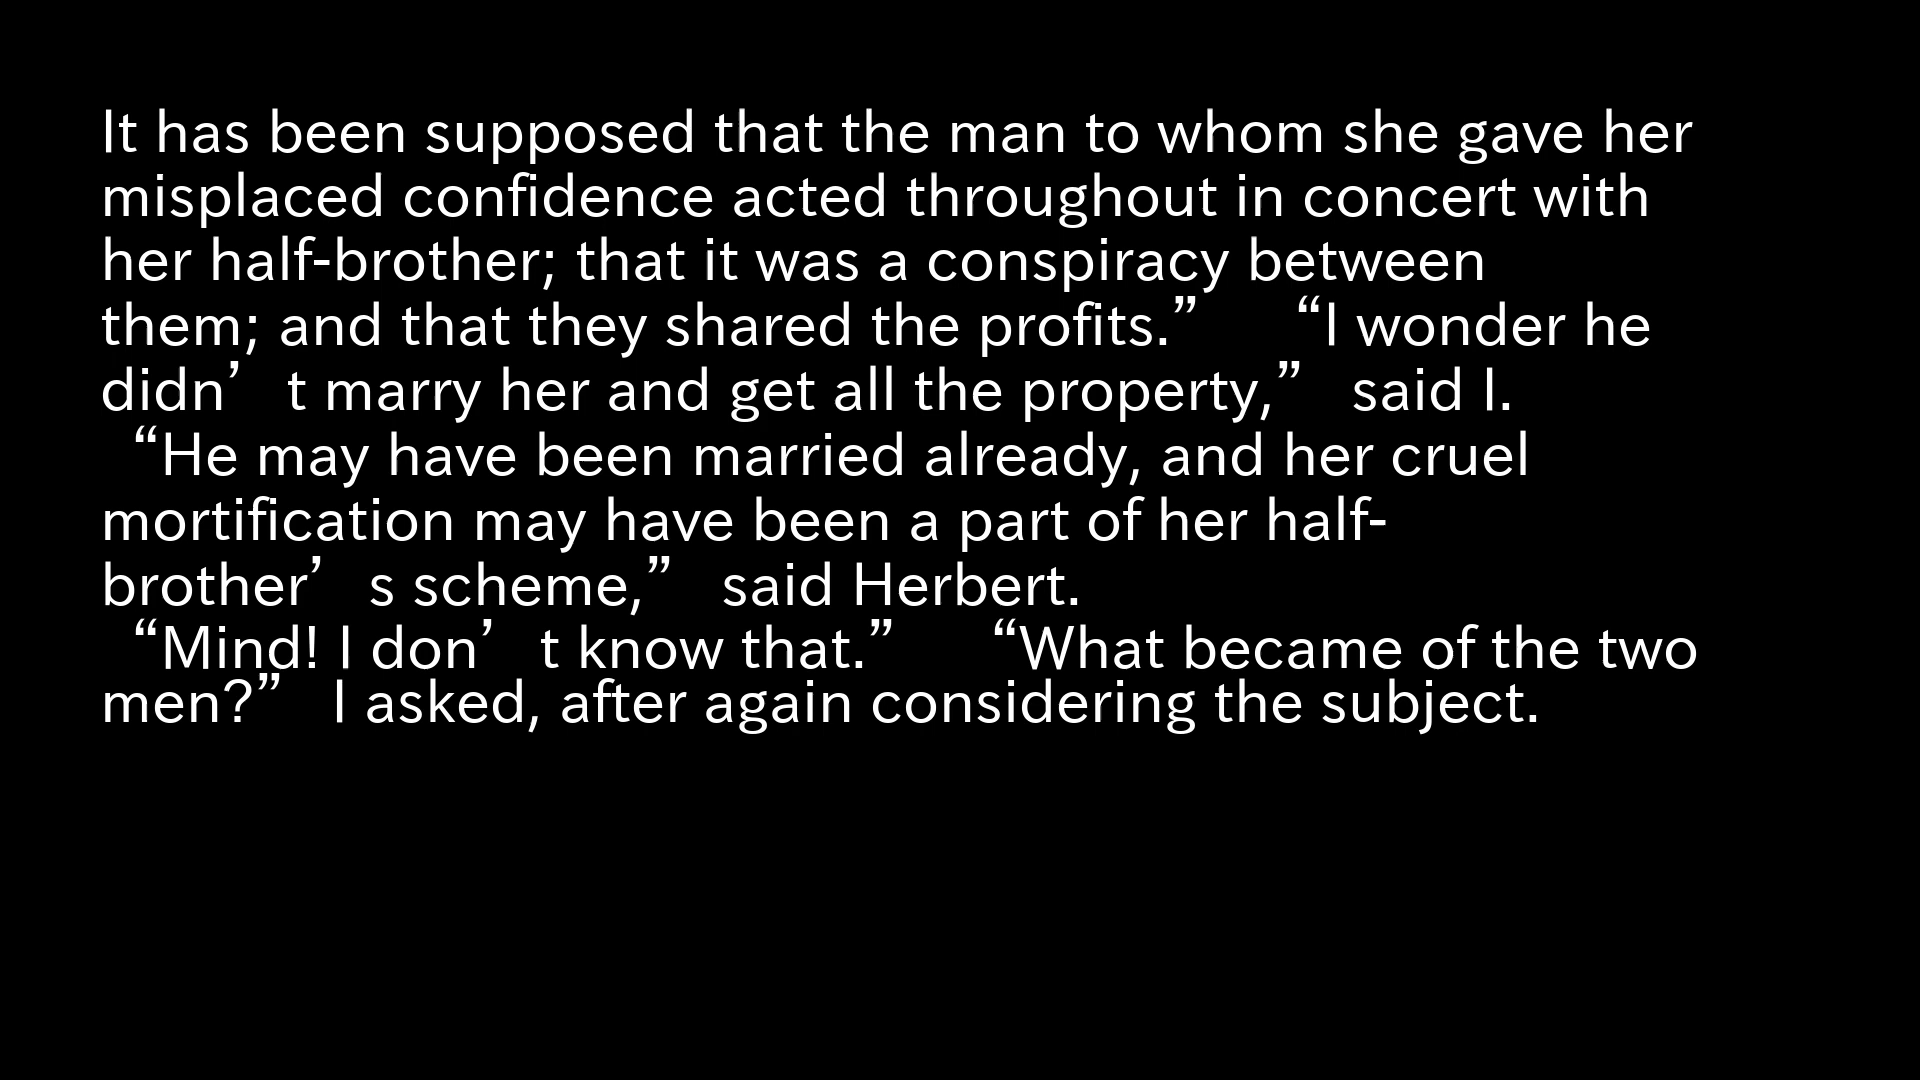 It has been supposed that the man to whom she gave her
misplaced confidence acted throughout in concert with
her half-brother; that it was a conspiracy between
them; and that they shared the profits.” “I wonder he
didn’t marry her and get all the property,” said I.
“He may have been married already, and her cruel
mortification may have been a part of her half-
brother’s scheme,” said Herbert.
“Mind! I don’t know that.” “What became of the two
men?” I asked, after again considering the subject.